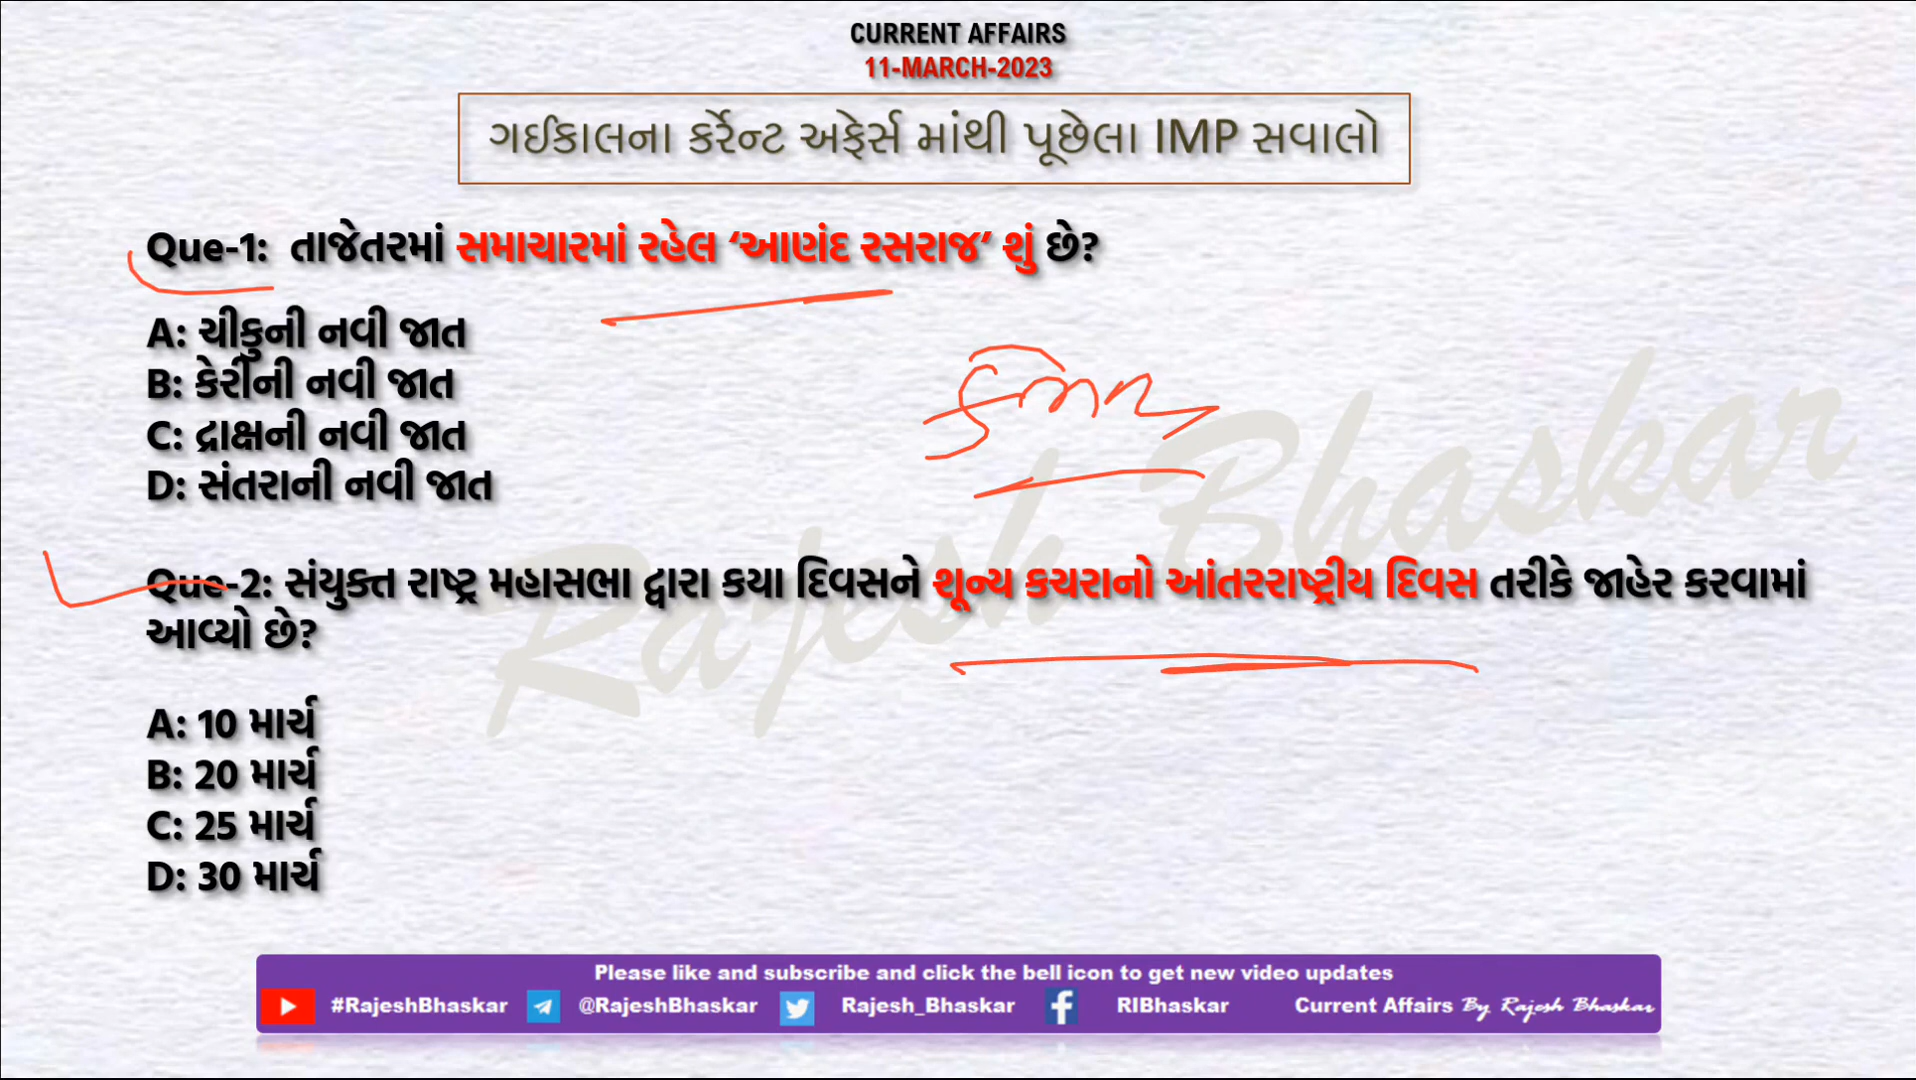 CURRENT AFFAIRS
11-MARCH-2023
ગઈકાલના કર્રેન્ટ અફેર્સ માંથી પૂછેલા IMP સવાલો
Que-1: તાજેતરમાં સમાચારમાં રહેલ ‘આણંદ રસરાજ’ શું છે?
A: ચીકુની નવી જાત
B: કેરીની નવી જાત
C: દ્રાક્ષની નવી જાત
D: સંતરાની નવી જાત
Que-2: સંયુક્ત રાષ્ટ્ર મહાસભા દ્વારા કયા દિવસને શૂન્ય કચરાનો આંતરરાષ્ટ્રીય દિવસ તરીકે જાહેર કરવામાં
આવ્યો છે?
A: 10 માર્ચ
B: 20 માર્ચ
C: 25 માર્ચ
D: 30 માર્ચ
Rajesh Bhaskar
Please like and subscribe and click the bell icon to get new video updates
#RajeshBhaskar @RajeshBhaskar Rajesh_Bhaskar RIBhaskar Current Affairs By Rajesh Bhaskar